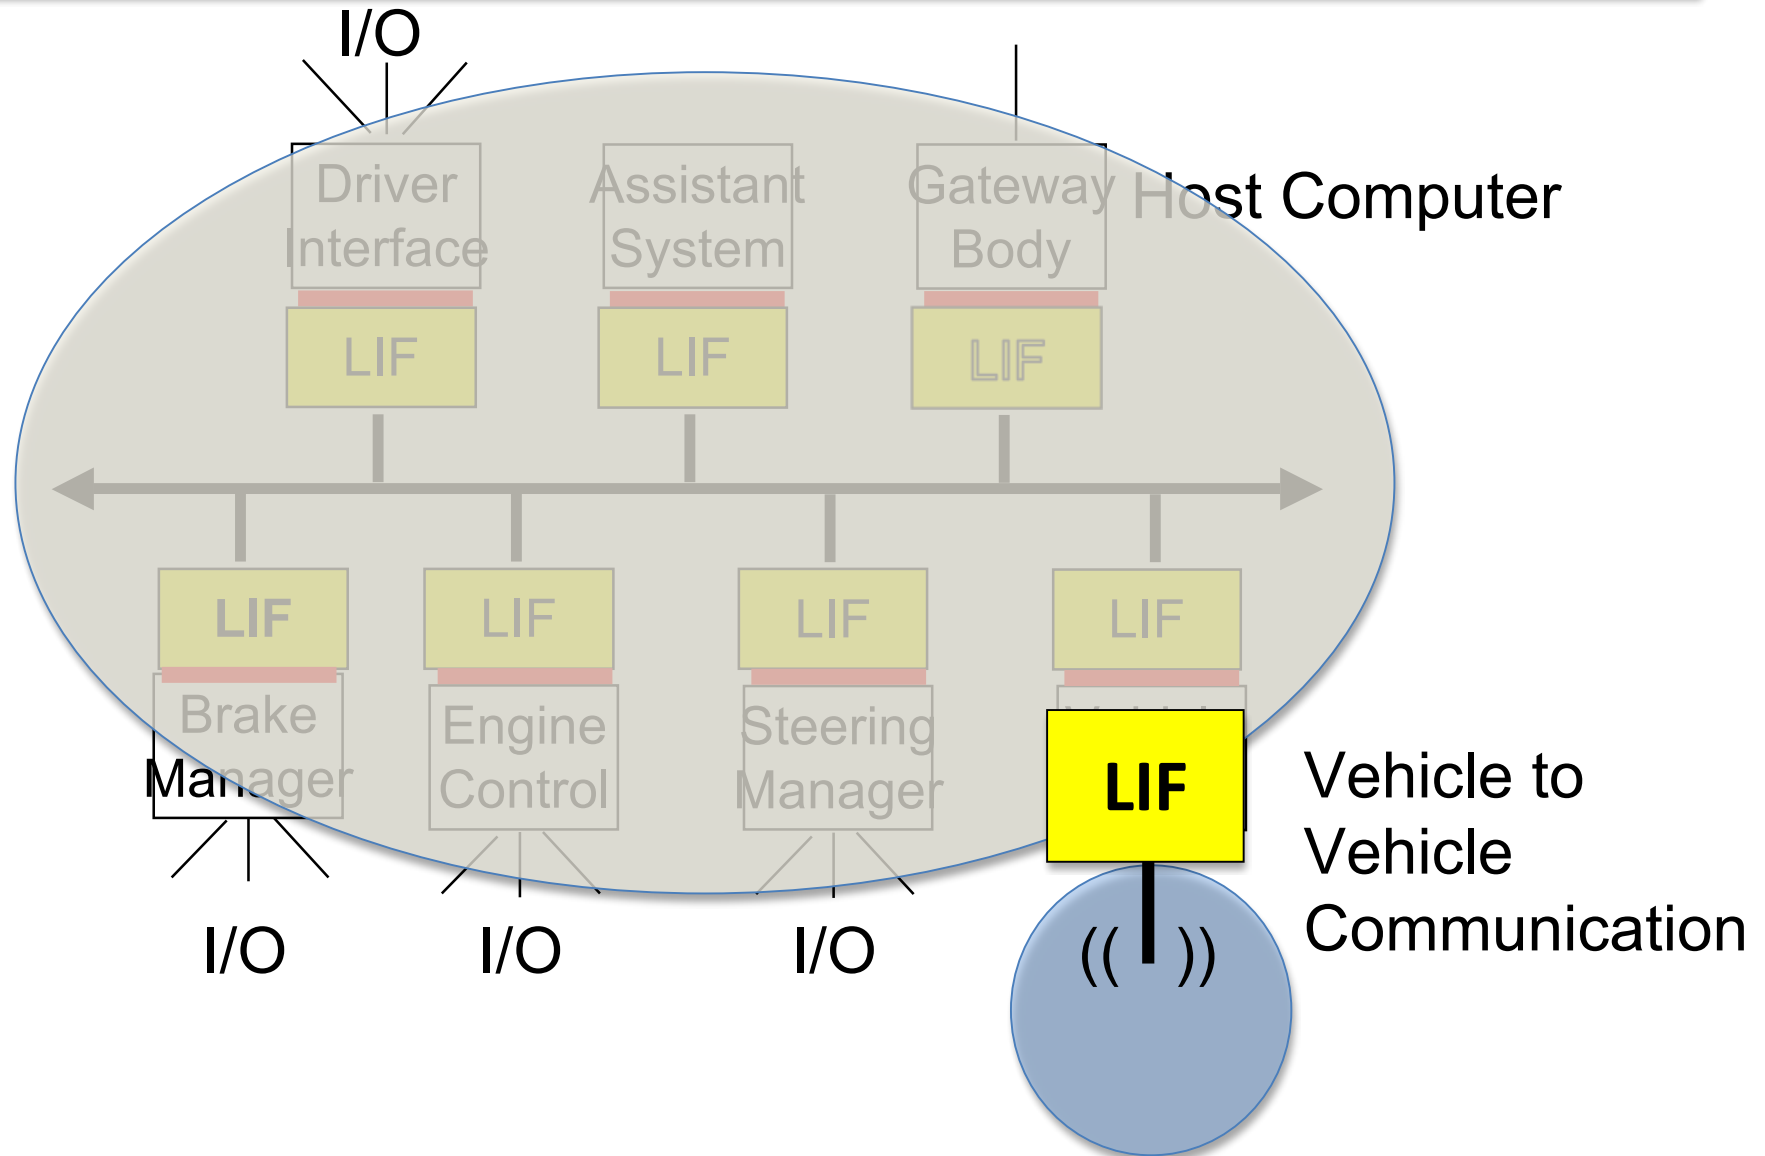 I/O
Driver
Interface
Assistant
System
Gateway
Body
Host Computer
LIF
LIF
LIF
LIF
LIF
LIF
LIF
Brake
Manager
Engine
Control
Steering
Manager
LIF
Vehicle to
Vehicle
Communication
(( ))
I/O
I/O
I/O